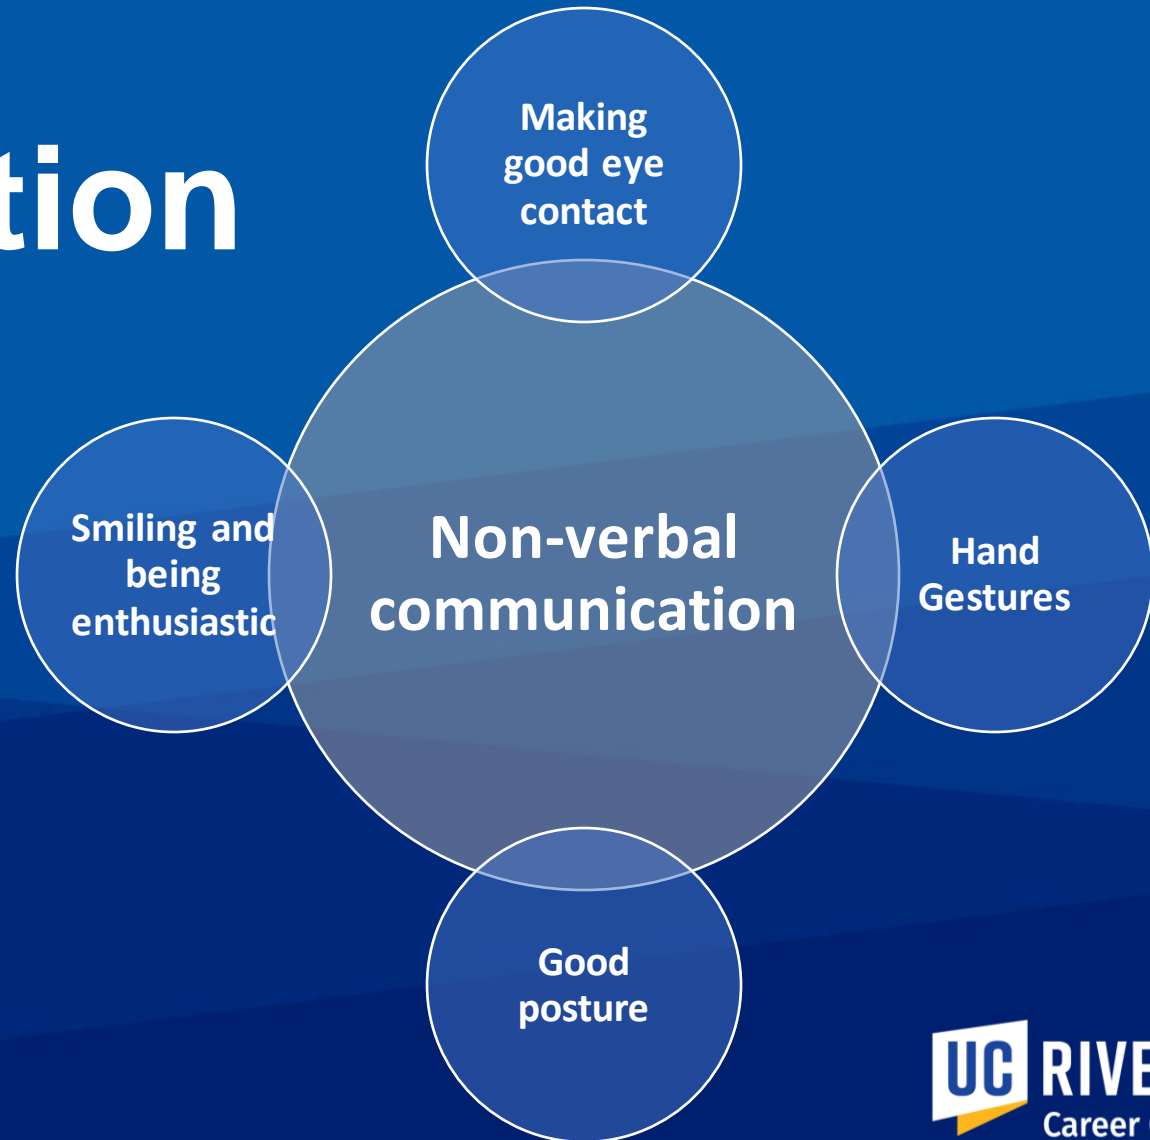 tion
Making
good eye
contact
Smiling and
being
enthusiastic
Non-verbal
communication
Hand
Gestures
Good
posture
UC RIVE
Career